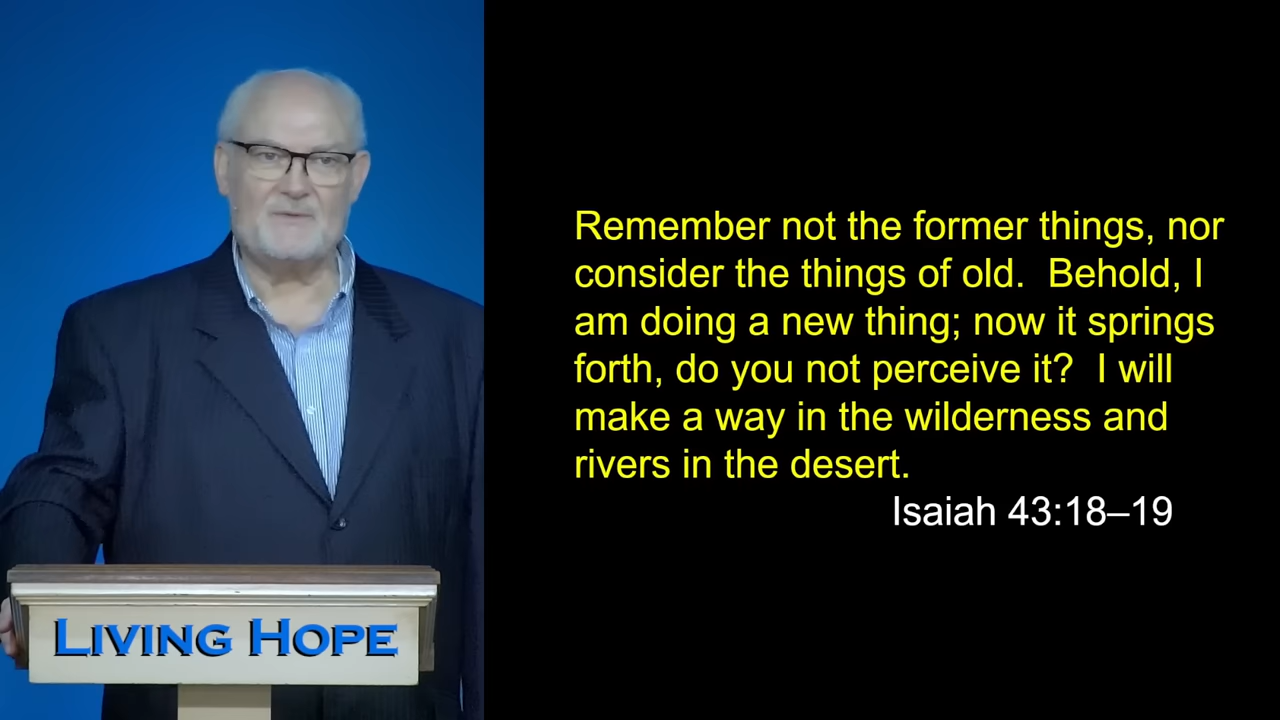 Remember not the former things, nor
consider the things of old.  Behold, I
am doing a new thing; now it springs
forth, do you not perceive it?  I will
make a way in the wilderness and
rivers in the desert.
Isaiah 43:18–19
LIVING HOPE